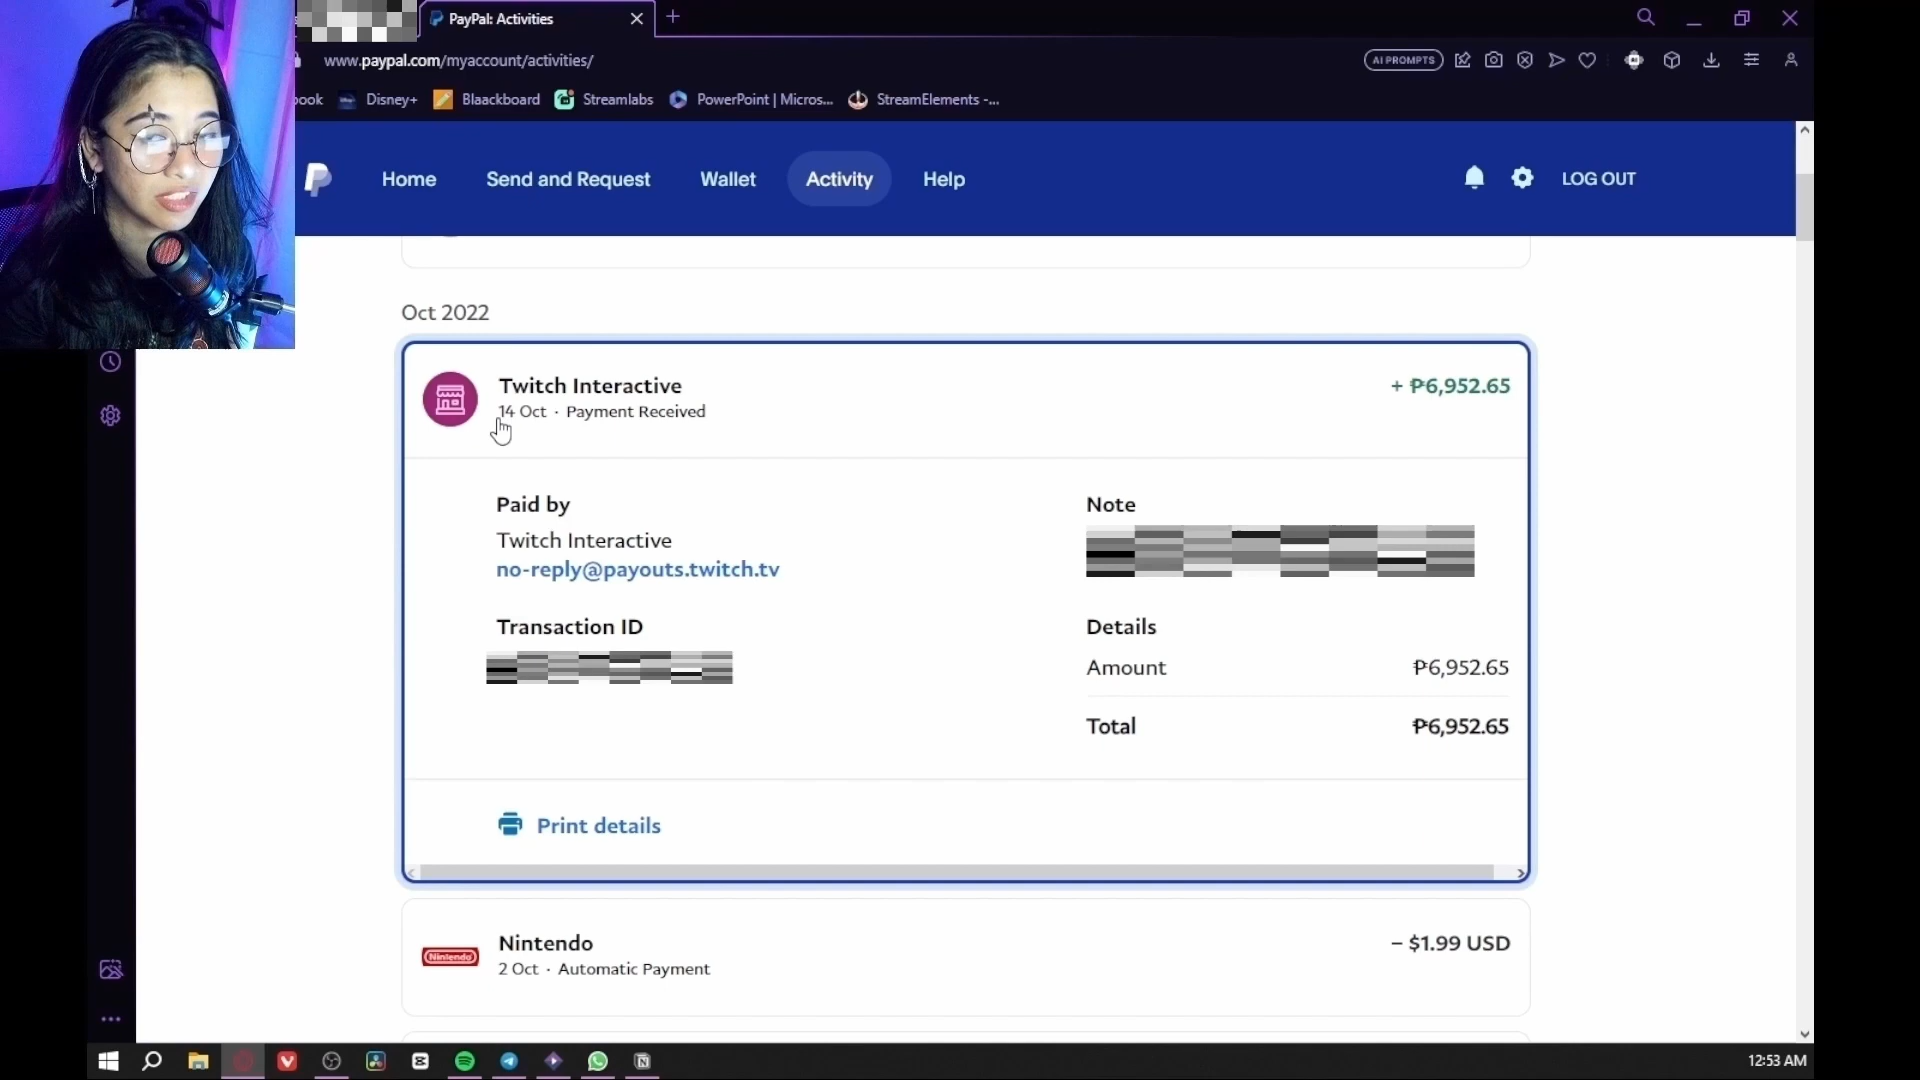 PayPal: Activities
www.paypal.com/myaccount/activities/
AI PROMPTS
ook
Disney+
Blaackboard
Streamlabs
PowerPoint | Micros...
StreamElements -...
Home
Send and Request
Wallet
Activity
Help
LOG OUT
Oct 2022
Twitch Interactive
+ ₱6,952.65
14 Oct · Payment Received
Paid by
Twitch Interactive
no-reply@payouts.twitch.tv
Transaction ID
Note
Details
Amount
₱6,952.65
Total
₱6,952.65
Print details
Nintendo
Nintendo
– $1.99 USD
2 Oct · Automatic Payment
12:53 AM